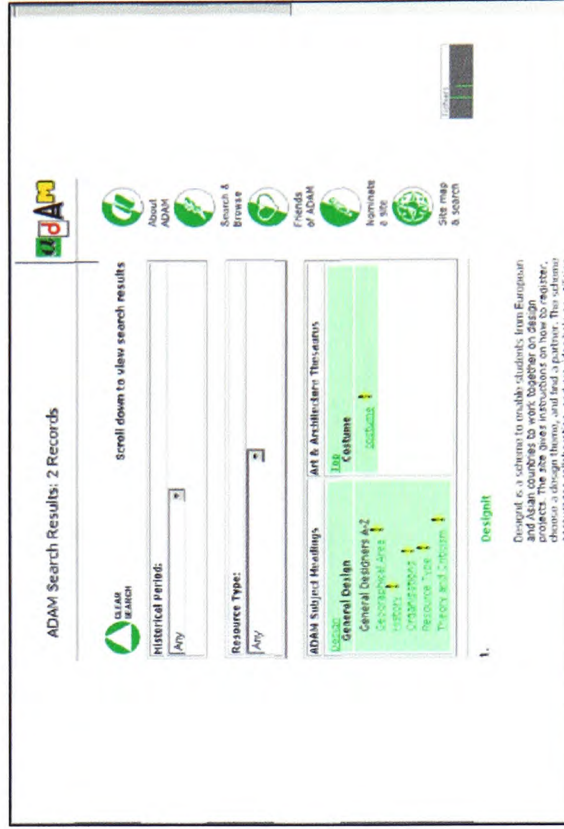 ADAM Search Results: 2 Records
adAM
CLEAR
SEARCH
Scroll down to view search results
Historical Period:
Any
Resource Type:
Any
ADAM Subject Headings
Design
General Design
General Designers A-Z
Geographical Area
History
Organisations
Resource Type
Theory and Criticism
Art & Architecture Thesaurus
Top
Costume
costume
About
ADAM
Search &
Browse
Friends
of ADAM
Nominate
a site
Site map
& search
1.
Designit
Designit is a scheme to enable students from European
and Asian countries to work together on design
projects. The site gives instructions on how to register,
choose a design theme, and find a partner. The scheme